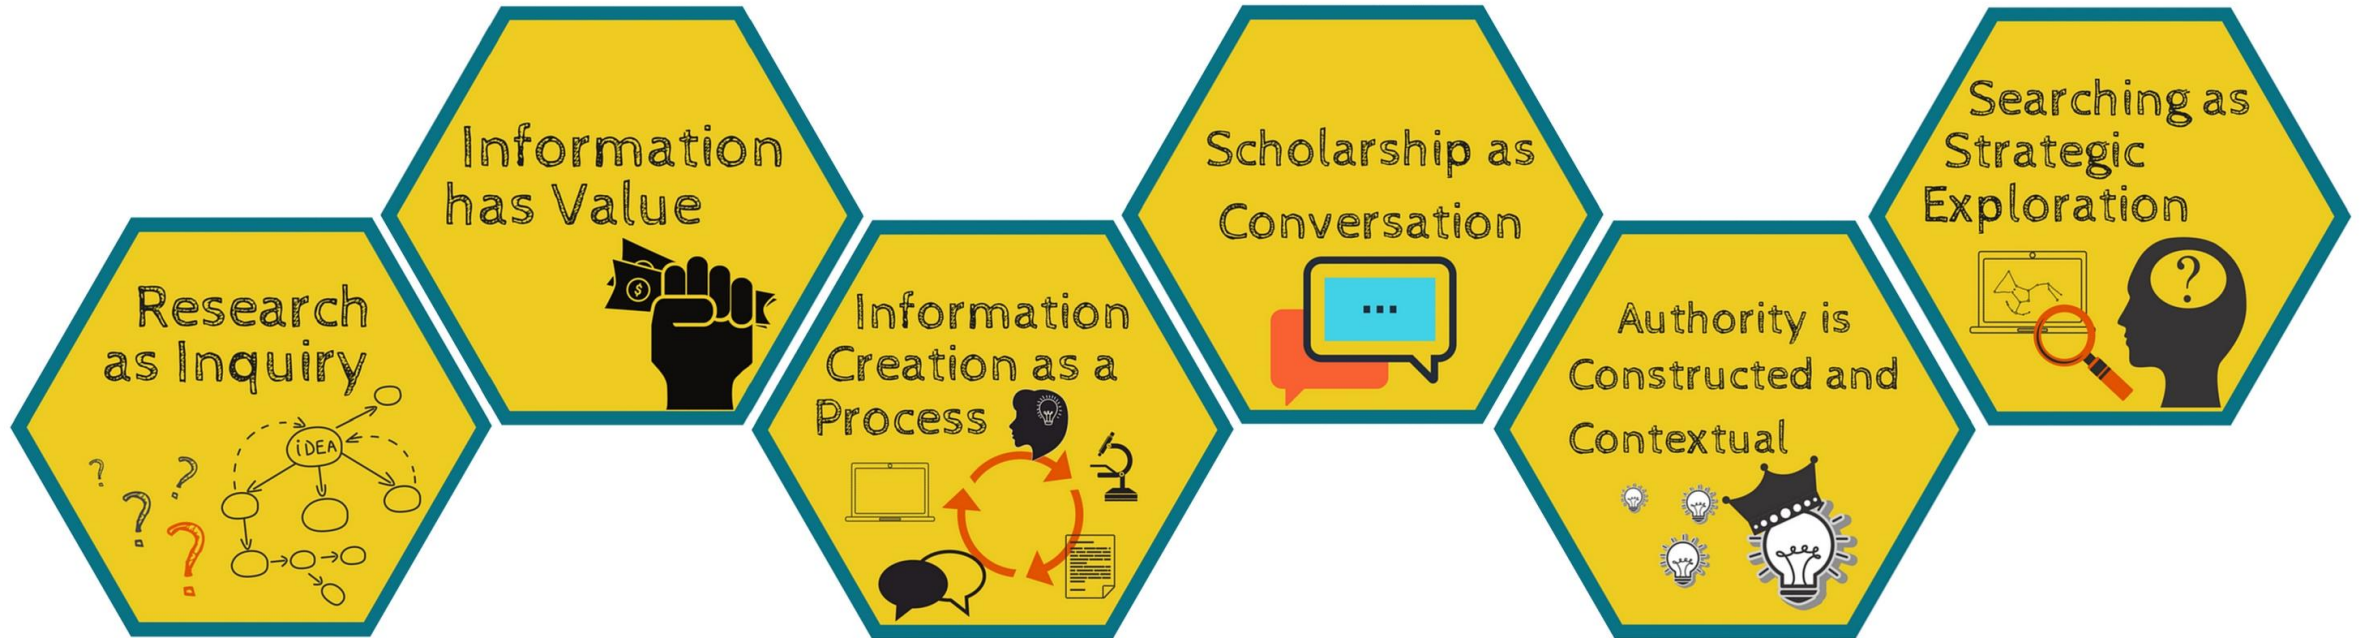 Research
as Inquiry
? ? ? ?
iDEA
Information
has Value
$
Information
Creation as a
Process
Scholarship as
Conversation
...
Authority is
Constructed and
Contextual
Searching as
Strategic
Exploration
?